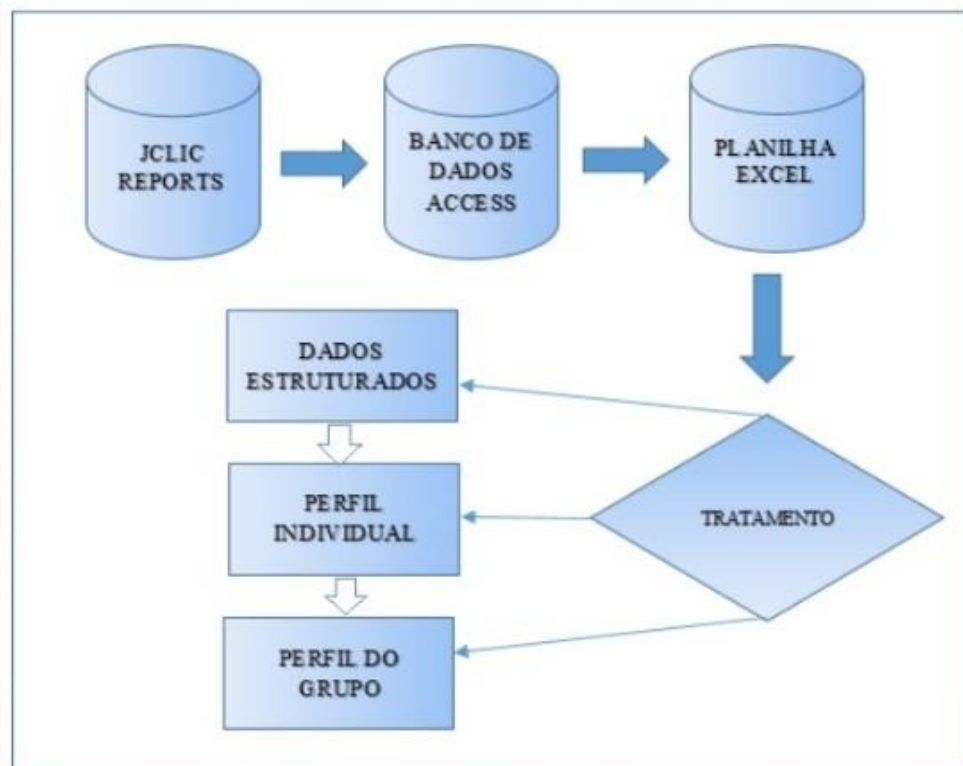 JCLIC
REPORTS
BANCO DE
DADOS
ACCESS
PLANILHA
EXCEL
DADOS
ESTRUTURADOS
PERFIL
INDIVIDUAL
TRATAMENTO
PERFIL DO
GRUPO